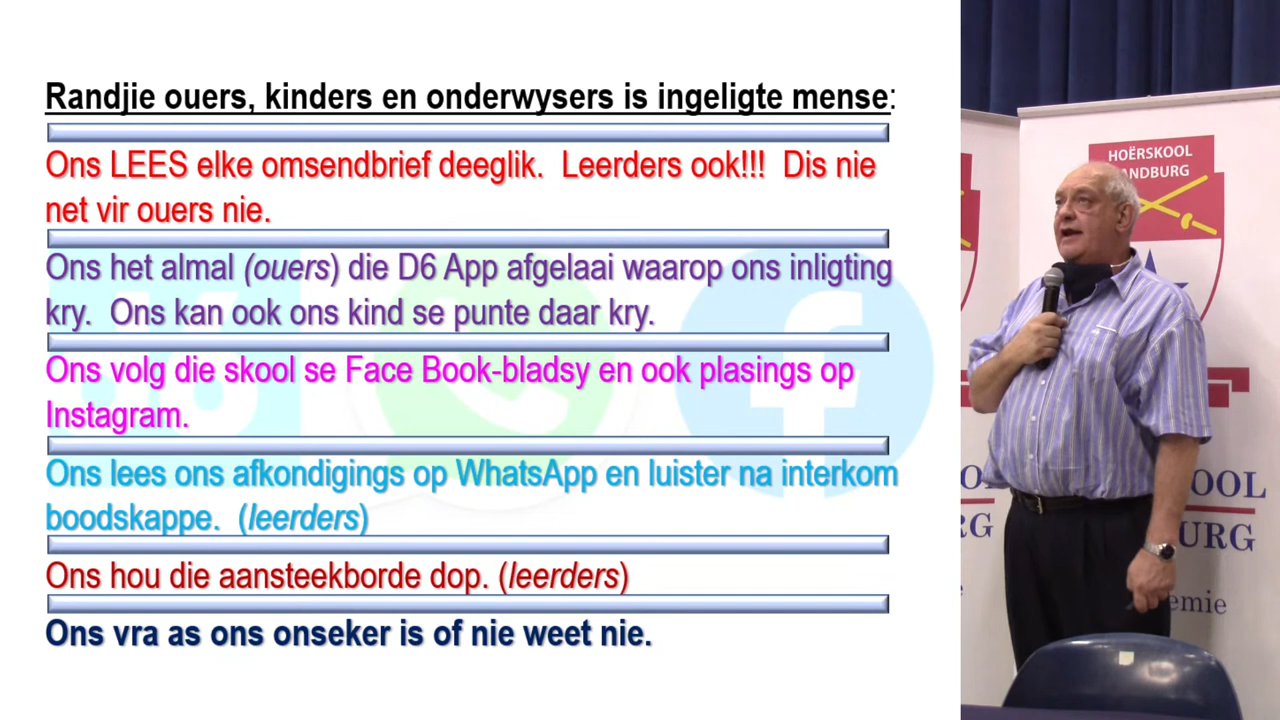 Randjie ouers, kinders en onderwysers is ingeligte mense:
Ons LEES elke omsendbrief deeglik.  Leerders ook!!!  Dis nie
net vir ouers nie.
Ons het almal (ouers) die D6 App afgelaai waarop ons inligting
kry.  Ons kan ook ons kind se punte daar kry.
Ons volg die skool se Face Book-bladsy en ook plasings op
Instagram.
Ons lees ons afkondigings op WhatsApp en luister na interkom
boodskappe.  (leerders)
Ons hou die aansteekborde dop. (leerders)
Ons vra as ons onseker is of nie weet nie.
HOËRSKOOL